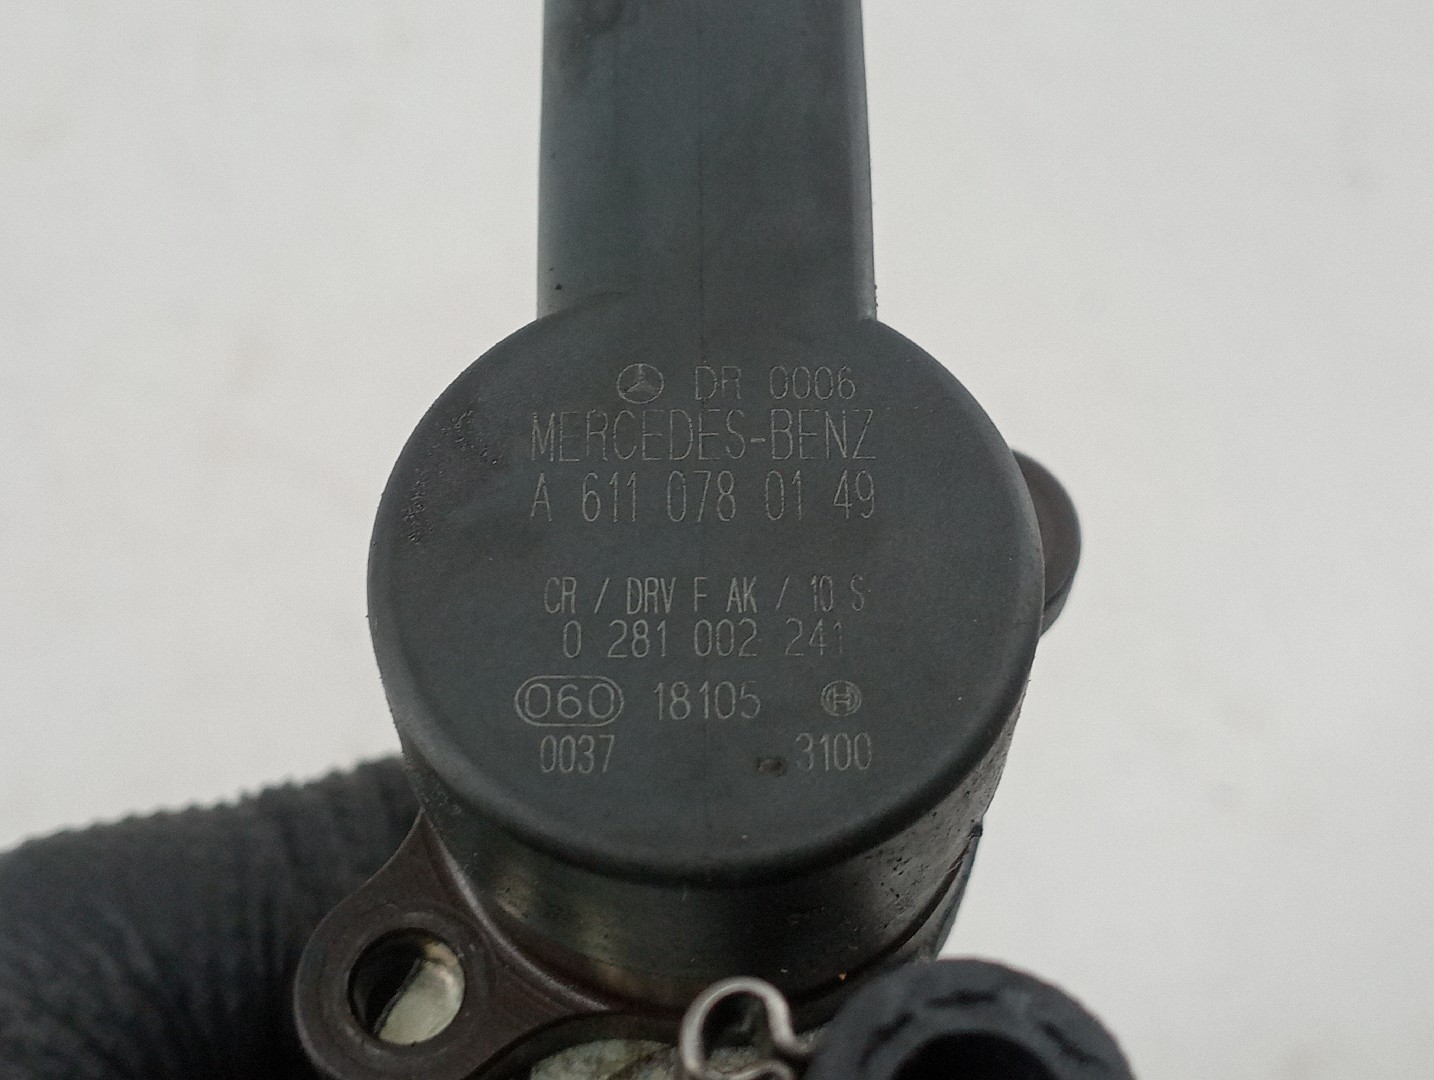 DR 0006
MERCEDES-BENZ
A 611 078 01 49
CR / DRV F AK / 10 S
0 281 002 241
060 18105
0037 3100